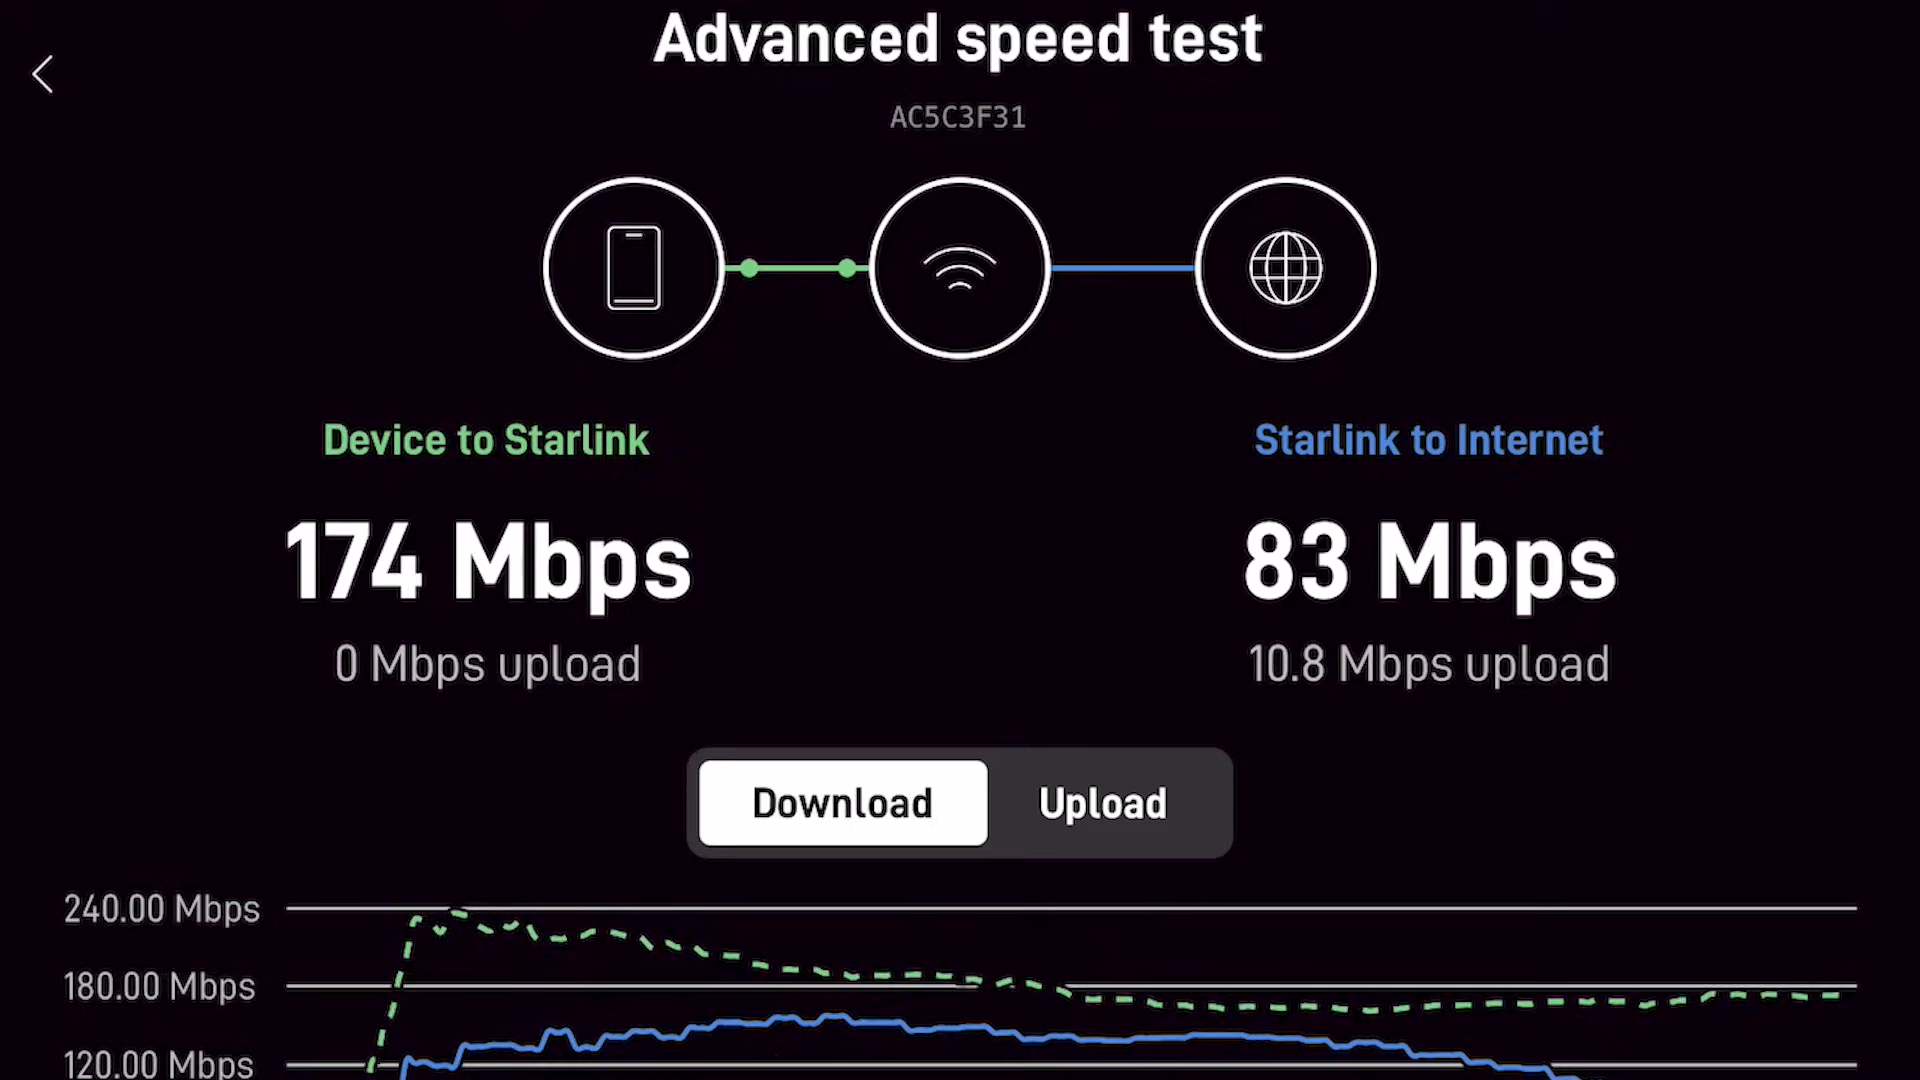 Advanced speed test
AC5C3F31
Device to Starlink
Starlink to Internet
174 Mbps
83 Mbps
0 Mbps upload
10.8 Mbps upload
Download
Upload
240.00 Mbps
180.00 Mbps
120.00 Mbps